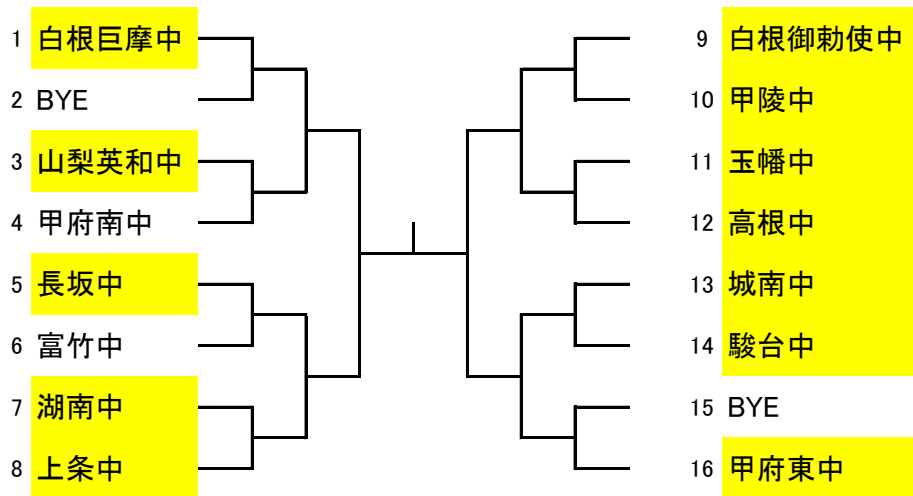 1 白根巨摩中
2 BYE
3 山梨英和中
4 甲府南中
5 長坂中
6 富竹中
7 湖南中
8 上条中
9 白根御勅使中
10 甲陵中
11 玉幡中
12 高根中
13 城南中
14 駿台中
15 BYE
16 甲府東中